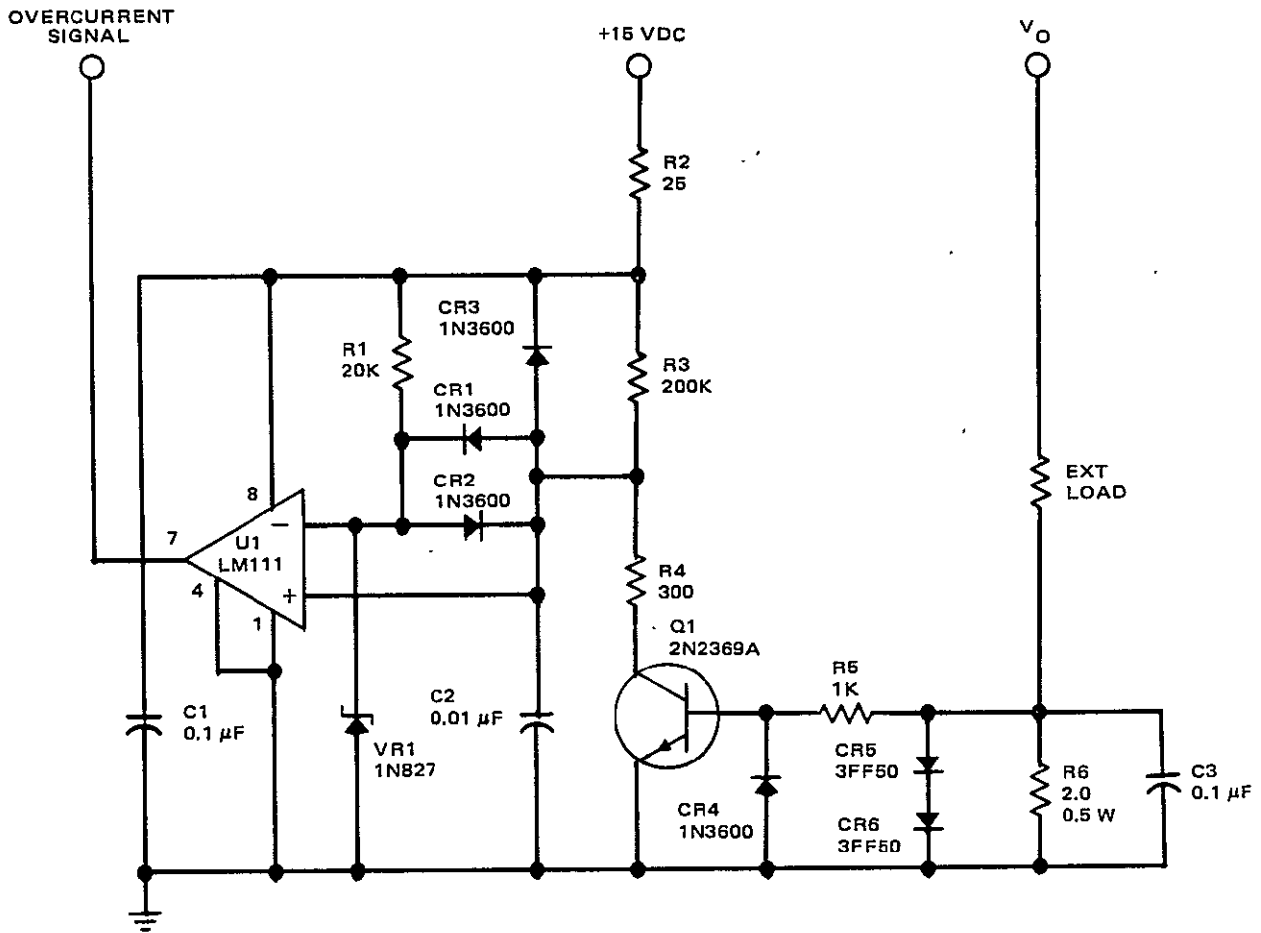 OVERCURRENT
SIGNAL
+15 VDC
VO
R2
25
CR3
1N3600
R1
20K
R3
200K
CR1
1N3600
EXT
LOAD
CR2
1N3600
8
−
7
U1
LM111
4
+
1
R4
300
Q1
2N2369A
R5
1K
C1
0.1 µF
C2
0.01 µF
VR1
1N827
CR5
3FF50
R6
2.0
0.5 W
C3
0.1 µF
CR4
1N3600
CR6
3FF50